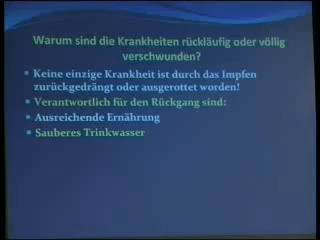 Warum sind die Krankheiten rückläufig oder völlig
verschwunden?
Keine einzige Krankheit ist durch das Impfen
zurückgedrängt oder ausgerottet worden!
Verantwortlich für den Rückgang sind:
Ausreichende Ernährung
Sauberes Trinkwasser